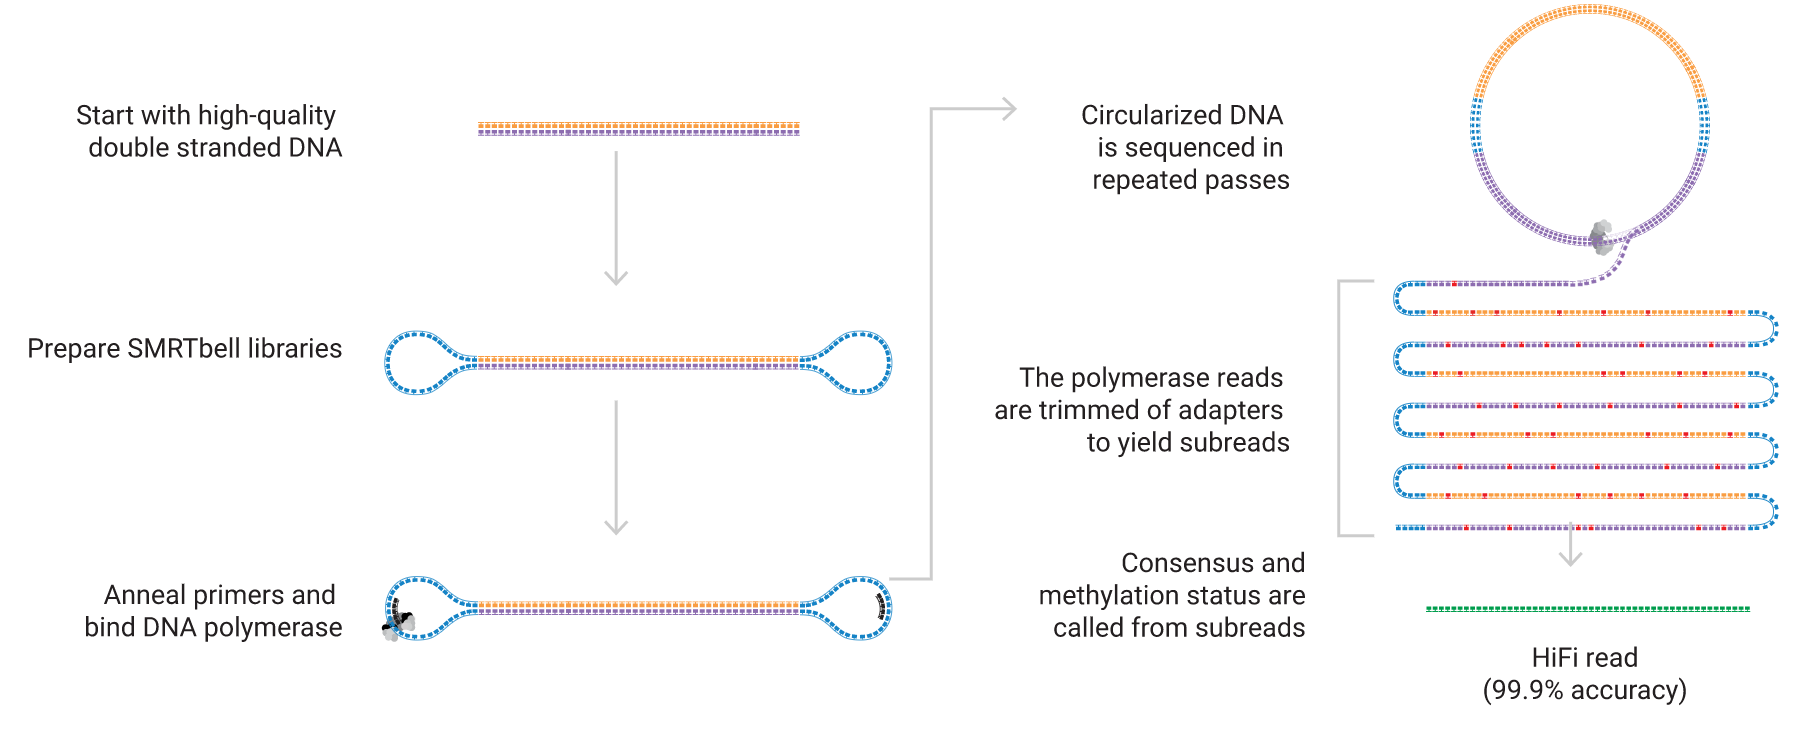 Start with high-quality
double stranded DNA
Prepare SMRTbell libraries
Anneal primers and
bind DNA polymerase
Circularized DNA
is sequenced in
repeated passes
The polymerase reads
are trimmed of adapters
to yield subreads
Consensus and
methylation status are
called from subreads
HiFi read
(99.9% accuracy)